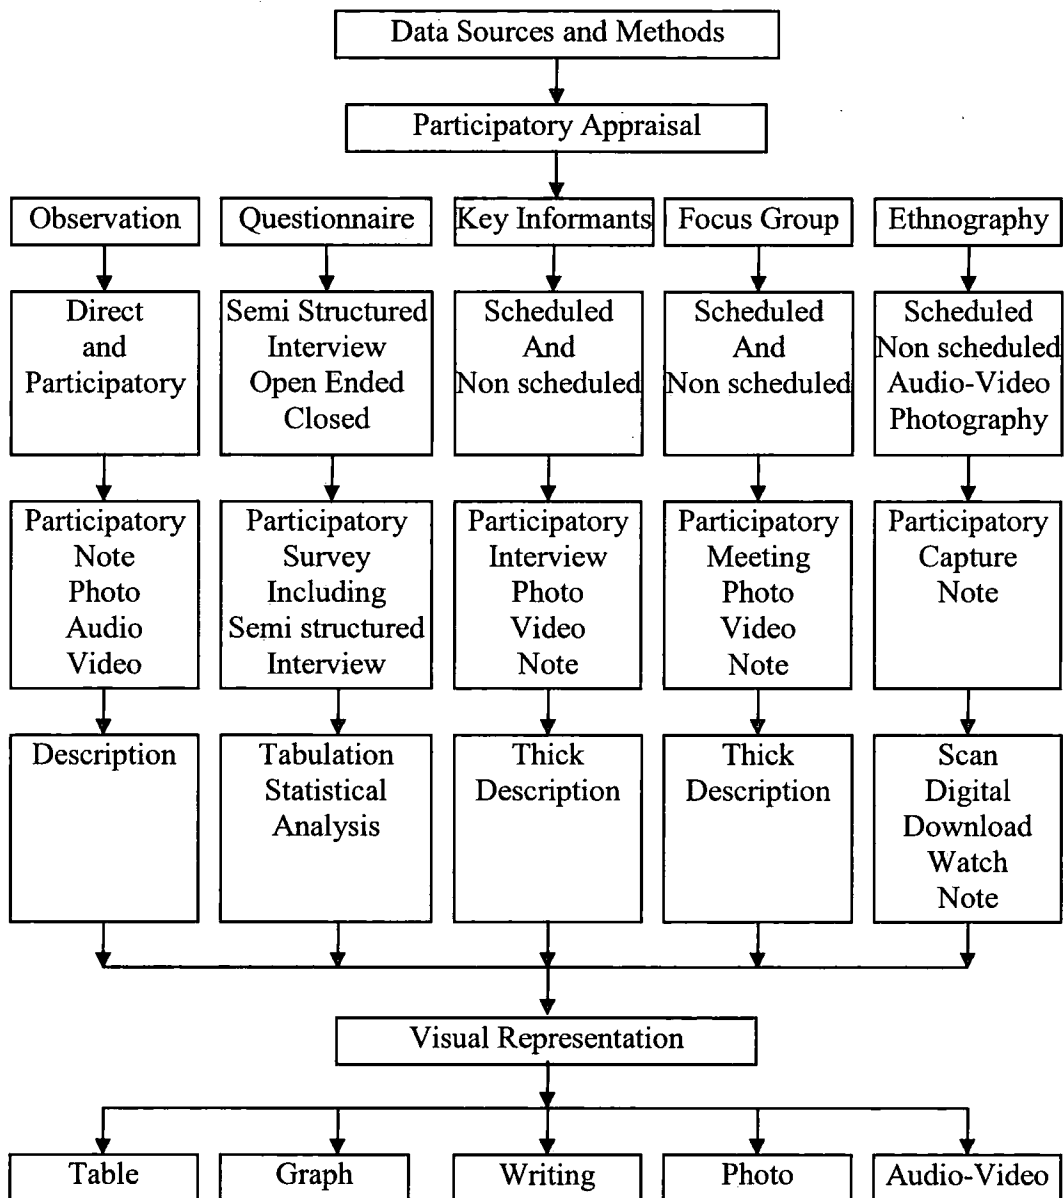 Data Sources and Methods
Participatory Appraisal
Observation
Questionnaire
Key Informants
Focus Group
Ethnography
Direct
and
Participatory
Semi Structured
Interview
Open Ended
Closed
Scheduled
And
Non scheduled
Scheduled
And
Non scheduled
Scheduled
Non scheduled
Audio-Video
Photography
Participatory
Note
Photo
Audio
Video
Participatory
Survey
Including
Semi structured
Interview
Participatory
Interview
Photo
Video
Note
Participatory
Meeting
Photo
Video
Note
Participatory
Capture
Note
Description
Tabulation
Statistical
Analysis
Thick
Description
Thick
Description
Scan
Digital
Download
Watch
Note
Visual Representation
Table
Graph
Writing
Photo
Audio-Video